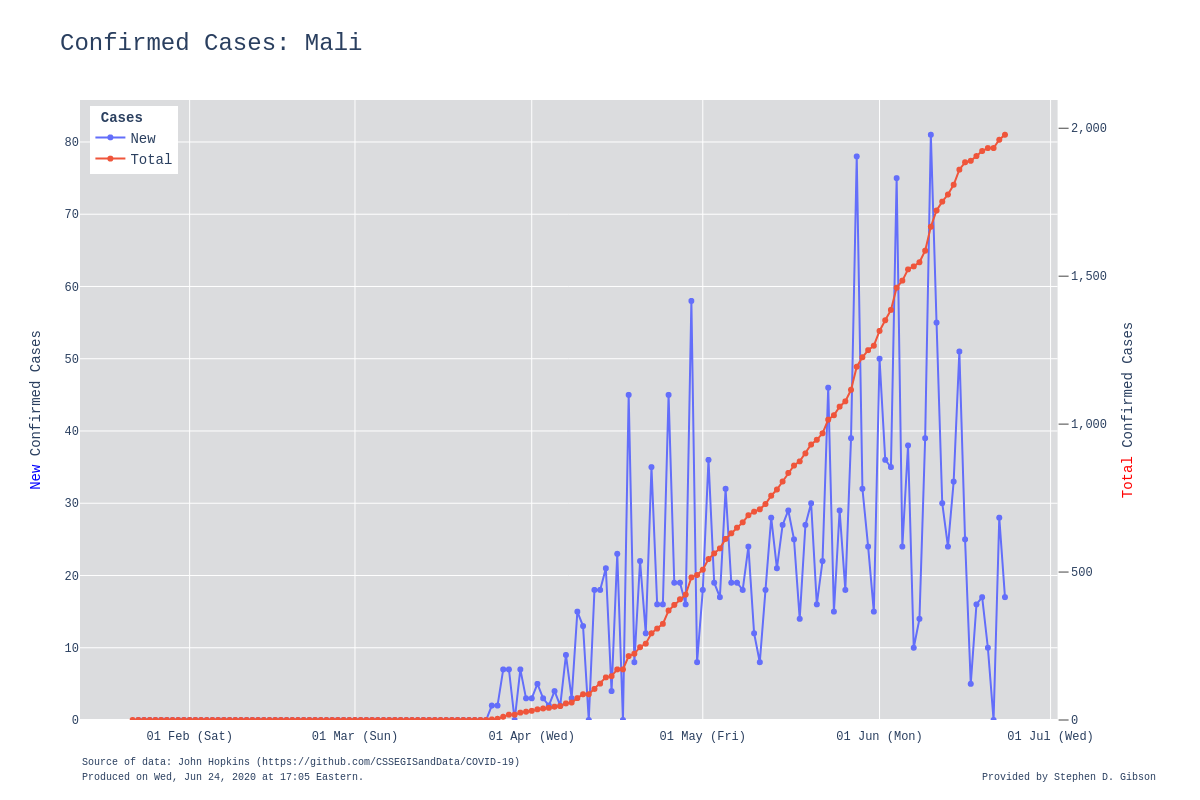 Confirmed Cases: Mali
Cases
New
Total
80
70
60
50
40
30
20
10
0
2,000
1,500
1,000
500
0
New Confirmed Cases
Total Confirmed Cases
01 Feb (Sat)
01 Mar (Sun)
01 Apr (Wed)
01 May (Fri)
01 Jun (Mon)
01 Jul (Wed)
Source of data: John Hopkins (https://github.com/CSSEGISandData/COVID-19)
Produced on Wed, Jun 24, 2020 at 17:05 Eastern.
Provided by Stephen D. Gibson